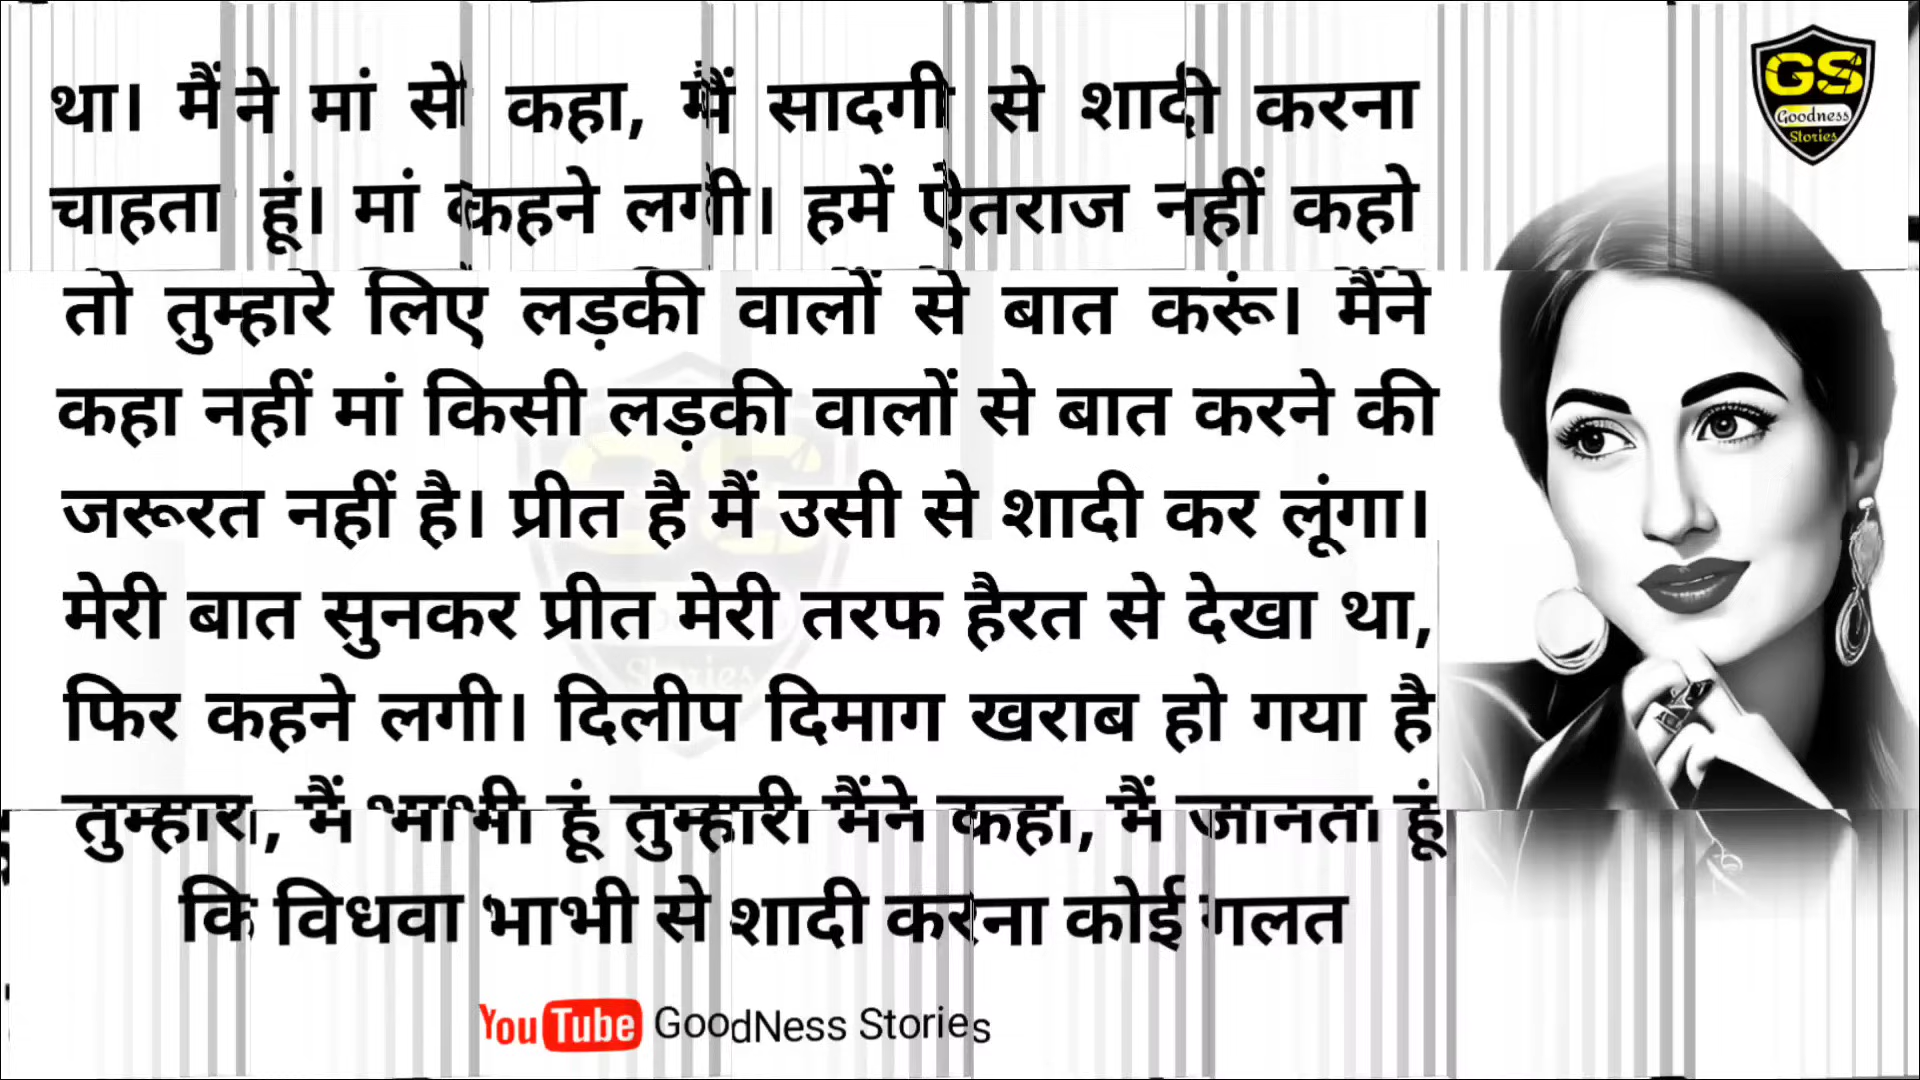 था। मैंने मां से कहा, मैं सादगी से शादी करना
चाहता हूं। मां कहने लगी। हमें ऐतराज नहीं कहो
तो तुम्हारे लिए लड़की वालों से बात करूं। मैंने
कहा नहीं मां किसी लड़की वालों से बात करने की
जरूरत नहीं है। प्रीत है मैं उसी से शादी कर लूंगा।
मेरी बात सुनकर प्रीत मेरी तरफ हैरत से देखा था,
फिर कहने लगी। दिलीप दिमाग खराब हो गया है
तुम्हारा, मैं भाभी हूं तुम्हारी मैंने कहा, मैं जानता हूं
कि विधवा भाभी से शादी करना कोई गलत
YouTube GoodNess Stories
GS
Goodness
Stories